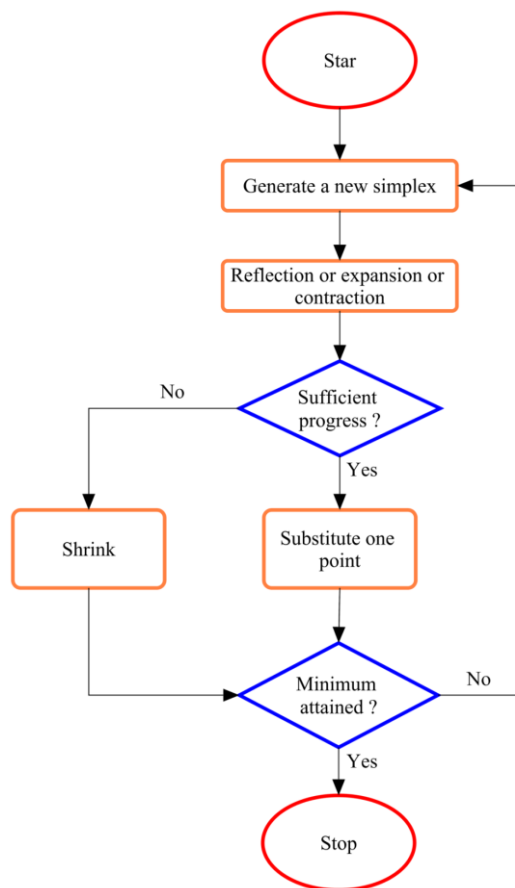 Star
Generate a new simplex
Reflection or expansion or
contraction
Sufficient
progress ?
No
Yes
Shrink
Substitute one
point
Minimum
attained ?
No
Yes
Stop